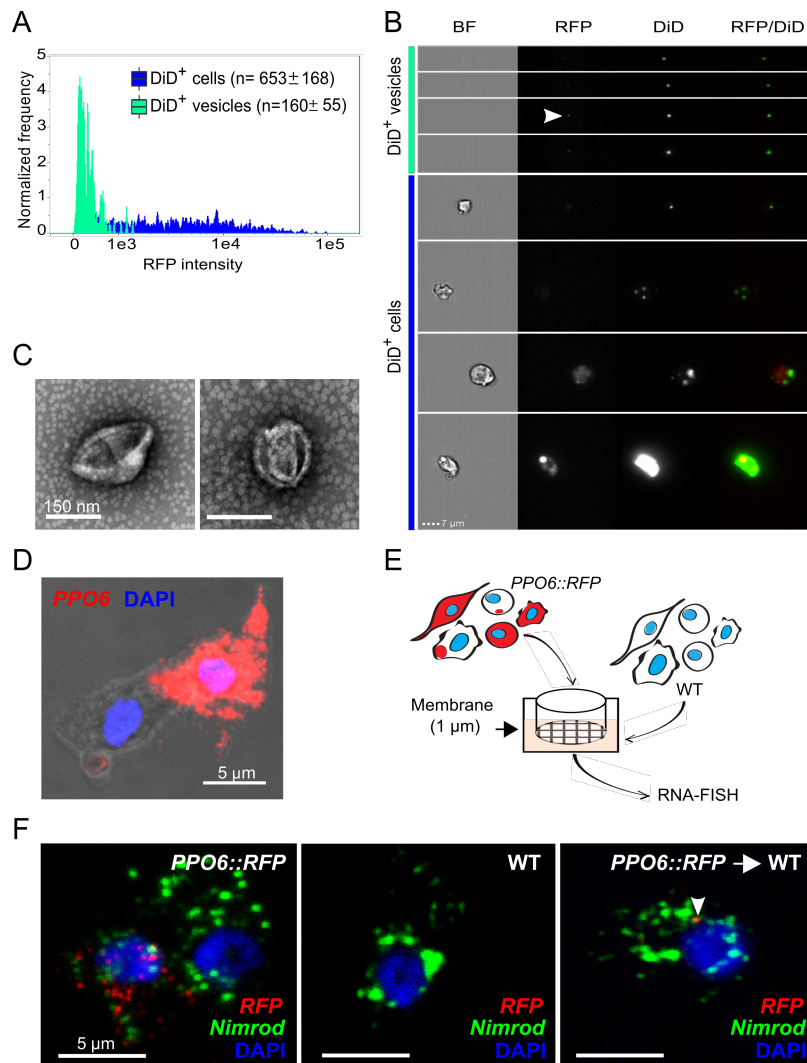 A
Normalized frequency
5
4
3
2
1
0
DiD+ cells (n= 653± 168)
DiD+ vesicles (n=160± 55)
0
1e3
1e4
1e5
RFP intensity
B
BF
RFP
DiD
RFP/DiD
DiD+ vesicles
DiD+ cells
7 µm
C
150 nm
D
PPO6 DAPI
5 µm
E
PPO6::RFP
WT
Membrane
(1 µm)
RNA-FISH
F
PPO6::RFP
RFP
Nimrod
DAPI
5 µm
WT
RFP
Nimrod
DAPI
PPO6::RFP WT
RFP
Nimrod
DAPI